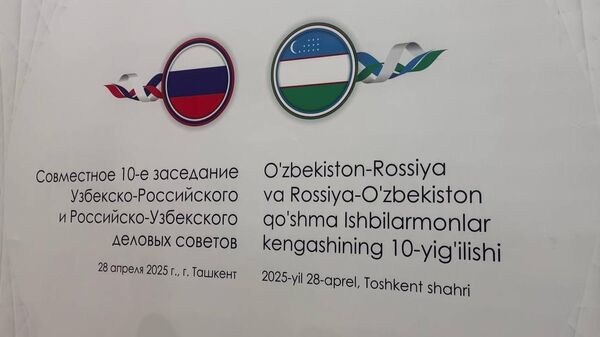 Совместное 10-е заседание
Узбекско-Российского
и Российско-Узбекского
деловых советов
28 апреля 2025 г., г. Ташкент
O'zbekiston-Rossiya
va Rossiya-O'zbekiston
qo'shma Ishbilarmonlar
kengashining 10-yig'ilishi
2025-yil 28-aprel, Toshkent shahri